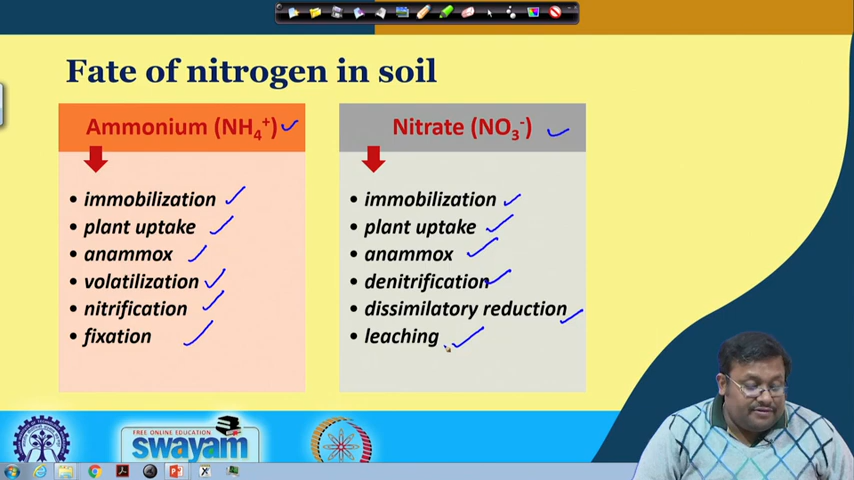 Fate of nitrogen in soil
Ammonium (NH₄⁺)
• immobilization
• plant uptake
• anammox
• volatilization
• nitrification
• fixation
Nitrate (NO₃⁻)
• immobilization
• plant uptake
• anammox
• denitrification
• dissimilatory reduction
• leaching
FREE ONLINE EDUCATION
swayam